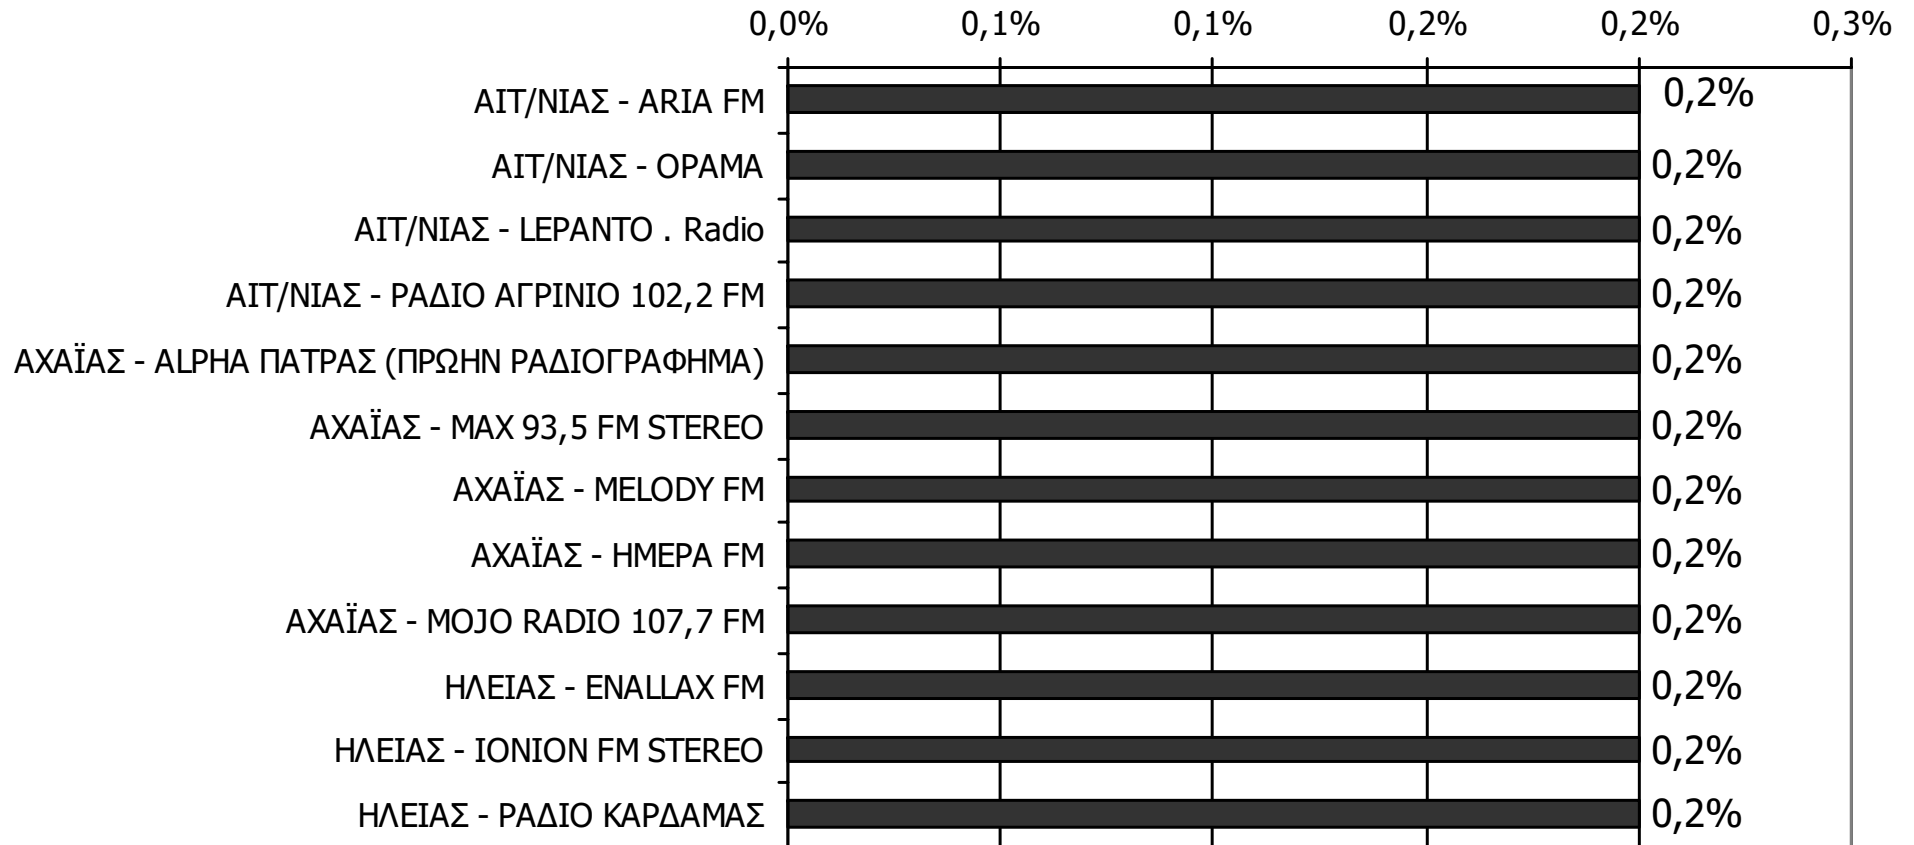 0,0% 0,1% 0,1% 0,2% 0,2% 0,3%
ΑΙΤ/ΝΙΑΣ - ARIA FM 0,2%
ΑΙΤ/ΝΙΑΣ - ΟΡΑΜΑ 0,2%
ΑΙΤ/ΝΙΑΣ - LEPANTO . Radio 0,2%
ΑΙΤ/ΝΙΑΣ - ΡΑΔΙΟ ΑΓΡΙΝΙΟ 102,2 FM 0,2%
ΑΧΑΪΑΣ - ALPHA ΠΑΤΡΑΣ (ΠΡΩΗΝ ΡΑΔΙΟΓΡΑΦΗΜΑ) 0,2%
ΑΧΑΪΑΣ - MAX 93,5 FM STEREO 0,2%
ΑΧΑΪΑΣ - MELODY FM 0,2%
ΑΧΑΪΑΣ - ΗΜΕΡΑ FM 0,2%
ΑΧΑΪΑΣ - MOJO RADIO 107,7 FM 0,2%
ΗΛΕΙΑΣ - ENALLAX FM 0,2%
ΗΛΕΙΑΣ - IONION FM STEREO 0,2%
ΗΛΕΙΑΣ - ΡΑΔΙΟ ΚΑΡΔΑΜΑΣ 0,2%